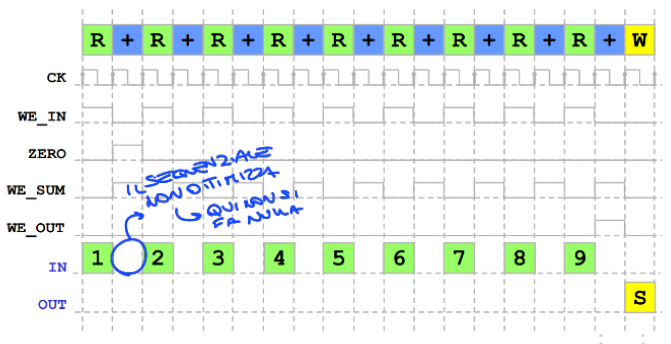 R + R + R + R + R + R + R + R + R + W
CK
WE_IN
ZERO
IL SEQUENZIALE
NON OTTIMIZZA
WE_SUM
QUI NON SI
FA NULLA
WE_OUT
IN 1 2 3 4 5 6 7 8 9
OUT S